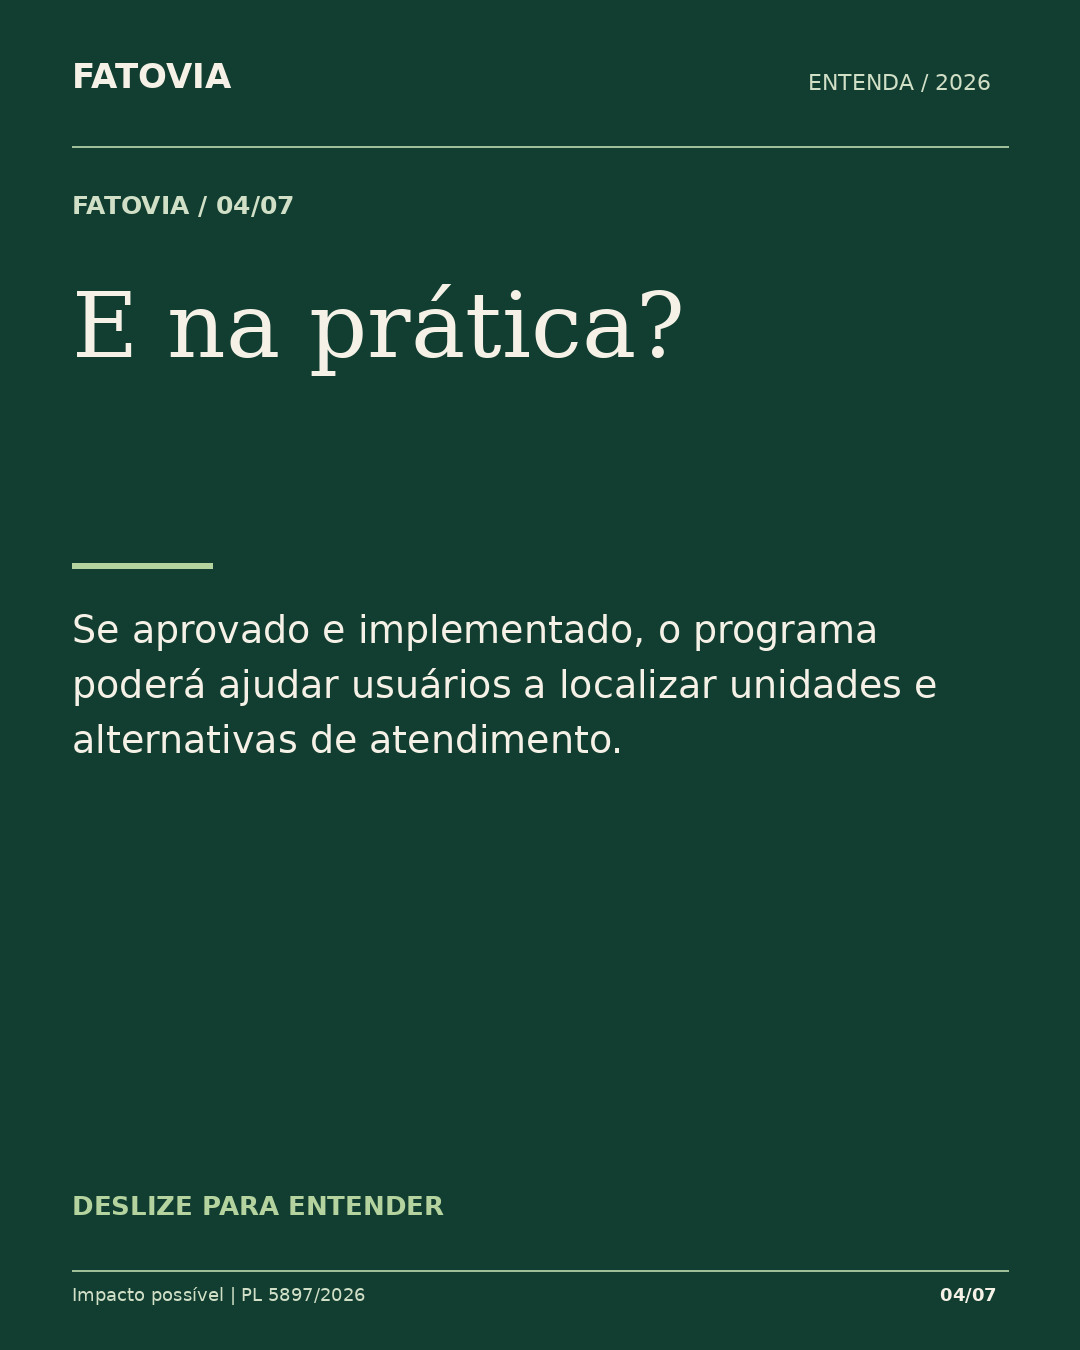 FATOVIA
ENTENDA / 2026
FATOVIA / 04/07
E na prática?
Se aprovado e implementado, o programa
poderá ajudar usuários a localizar unidades e
alternativas de atendimento.
DESLIZE PARA ENTENDER
Impacto possível | PL 5897/2026
04/07